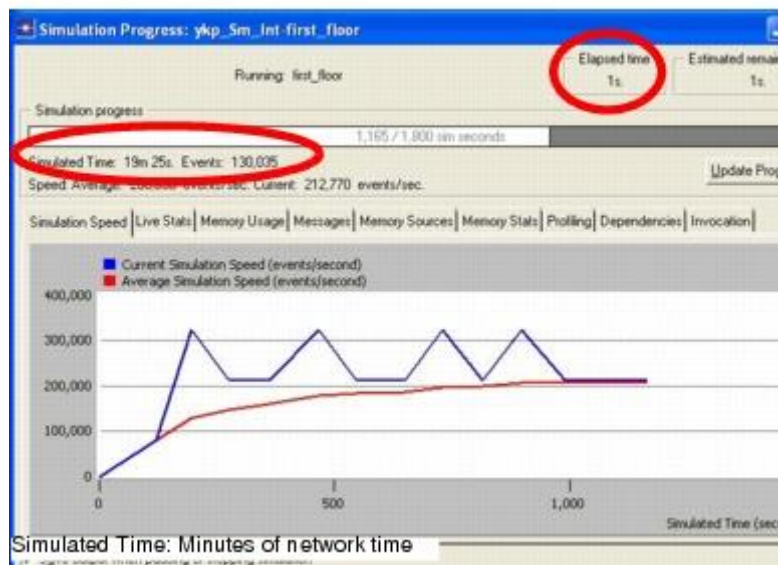 Simulation Progress: ykp_Sm_Int-first_floor
Running: first_floor
Elapsed time
1s.
Estimated remai
1s.
Simulation progress
1,165 / 1,800 sim seconds
Simulated Time: 19m 25s. Events: 130,035
Speed: Average: events/sec. Current: 212,770 events/sec.
Update Prog
Simulation Speed Live Stats Memory Usage Messages Memory Sources Memory Stats Profiling Dependencies Invocation
Current Simulation Speed (events/second)
Average Simulation Speed (events/second)
400,000
300,000
200,000
100,000
0
0
500
1,000
Simulated Time (sec
Simulated Time: Minutes of network time